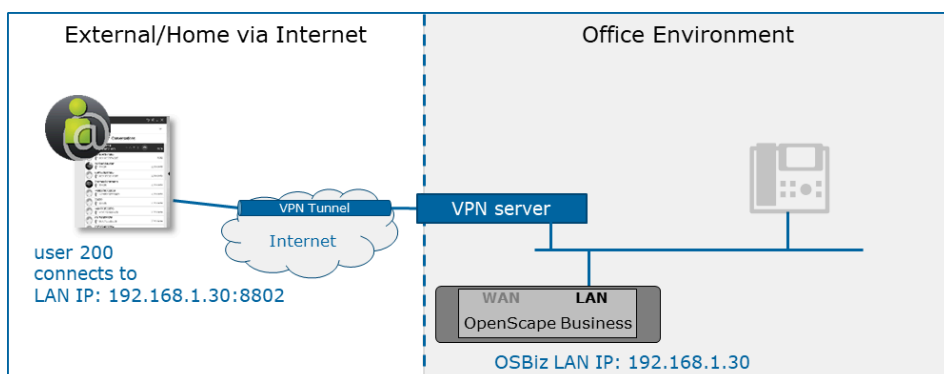 External/Home via Internet
Office Environment
@
VPN Tunnel
VPN server
Internet
user 200
connects to
LAN IP: 192.168.1.30:8802
WAN LAN
OpenScape Business
OSBiz LAN IP: 192.168.1.30